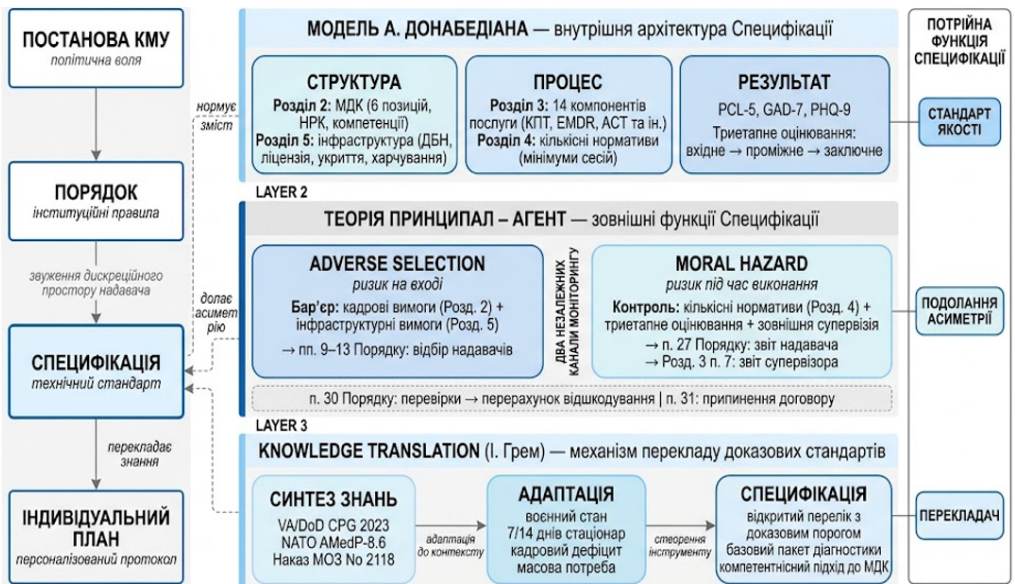 ПОСТАНОВА КМУ
політична воля
ПОРЯДОК
інституційні правила
звуження дискреційного
простору надавача
СПЕЦИФІКАЦІЯ
технічний стандарт
перекладає
знання
ІНДИВІДУАЛЬНИЙ
ПЛАН
персоналізований протокол
нормує
зміст
долає
асимет
рію
МОДЕЛЬ А. ДОНАБЕДІАНА — внутрішня архітектура Специфікації
СТРУКТУРА
Розділ 2: МДК (6 позицій,
НРК, компетенції)
Розділ 5: інфраструктура (ДБН,
ліцензія, укриття, харчування)
ПРОЦЕС
Розділ 3: 14 компонентів
послуги (КПТ, EMDR, ACT та ін.)
Розділ 4: кількісні нормативи
(мінімуми сесій)
РЕЗУЛЬТАТ
PCL-5, GAD-7, PHQ-9
Триетапне оцінювання:
вхідне → проміжне → заключне
LAYER 2
ТЕОРІЯ ПРИНЦИПАЛ – АГЕНТ — зовнішні функції Специфікації
ADVERSE SELECTION
ризик на вході
Бар'єр: кадрові вимоги (Розд. 2) +
інфраструктурні вимоги (Розд. 5)
→ пп. 9–13 Порядку: відбір надавачів
ДВА НЕЗАЛЕЖНИХ
КАНАЛИ МОНІТОРИНГУ
MORAL HAZARD
ризик під час виконання
Контроль: кількісні нормативи (Розд. 4) +
триетапне оцінювання + зовнішня супервізія
→ п. 27 Порядку: звіт надавача
→ Розд. 3 п. 7: звіт супервізора
п. 30 Порядку: перевірки → перерахунок відшкодування | п. 31: припинення договору
LAYER 3
KNOWLEDGE TRANSLATION (І. Грем) — механізм перекладу доказових стандартів
СИНТЕЗ ЗНАНЬ
VA/DoD CPG 2023
NATO AMedP-8.6
Наказ МОЗ No 2118
адаптація
до контексту
АДАПТАЦІЯ
воєнний стан
7/14 днів стаціонар
кадровий дефіцит
масова потреба
створення
інструменту
СПЕЦИФІКАЦІЯ
відкритий перелік з
доказовим порогом
базовий пакет діагностики
компетентнісний підхід до МДК
ПОТРІЙНА
ФУНКЦІЯ
СПЕЦИФІКАЦІЇ
СТАНДАРТ
ЯКОСТІ
ПОДОЛАННЯ
АСИМЕТРІЇ
ПЕРЕКЛАДАЧ